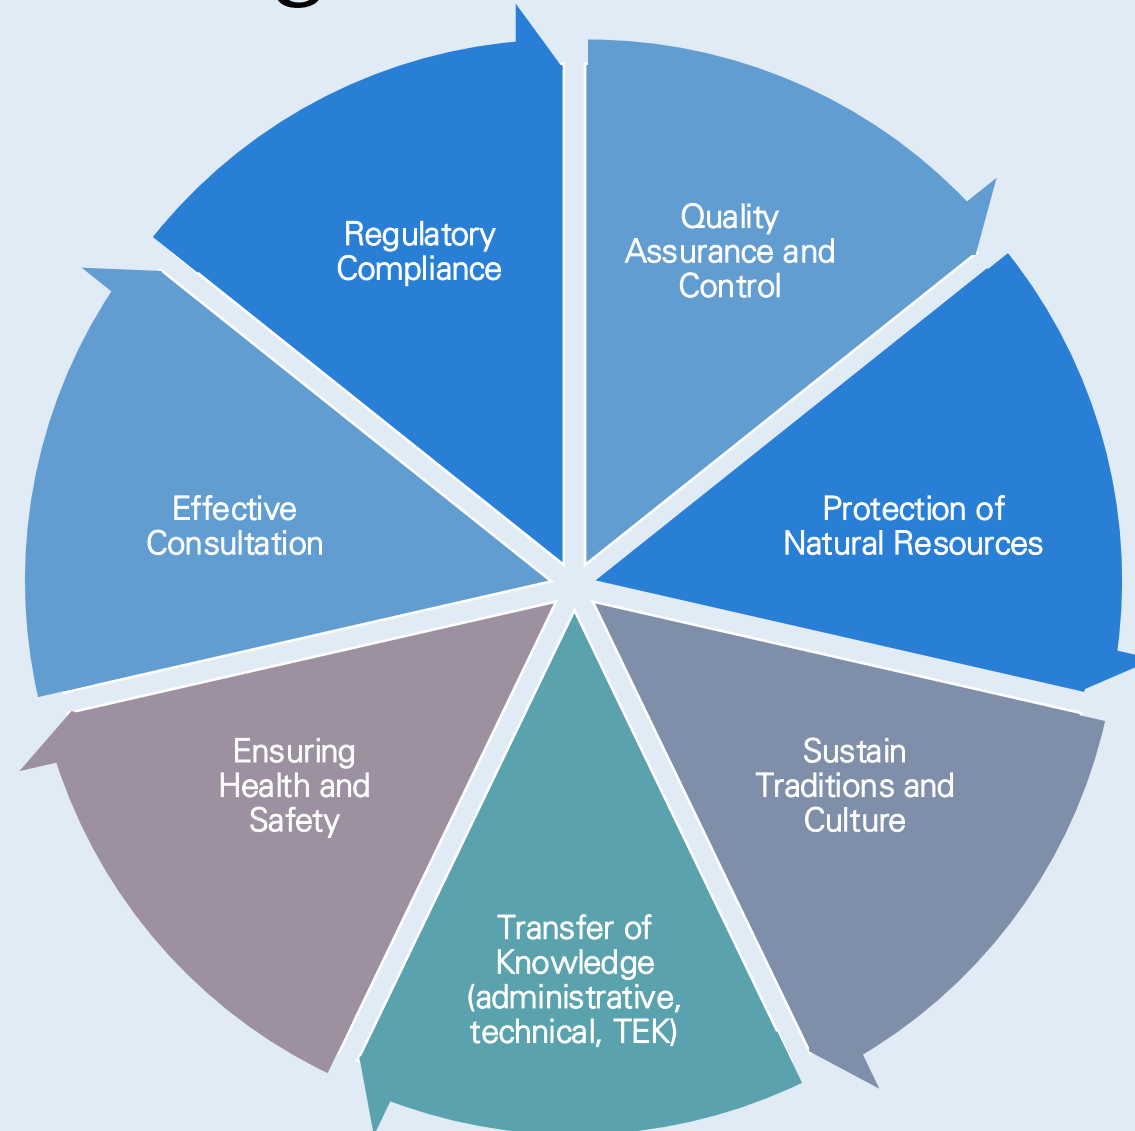 Quality
Assurance and
Control
Protection of
Natural Resources
Sustain
Traditions and
Culture
Transfer of
Knowledge
(administrative,
technical, TEK)
Ensuring
Health and
Safety
Effective
Consultation
Regulatory
Compliance